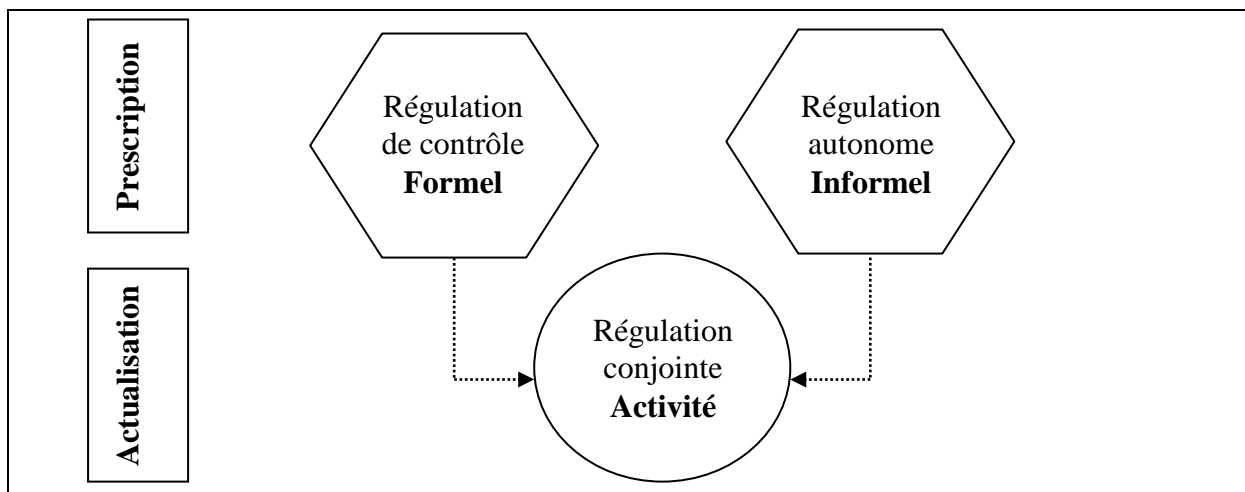 Prescription
Régulation
de contrôle
Formel
Régulation
autonome
Informel
Actualisation
Régulation
conjointe
Activité